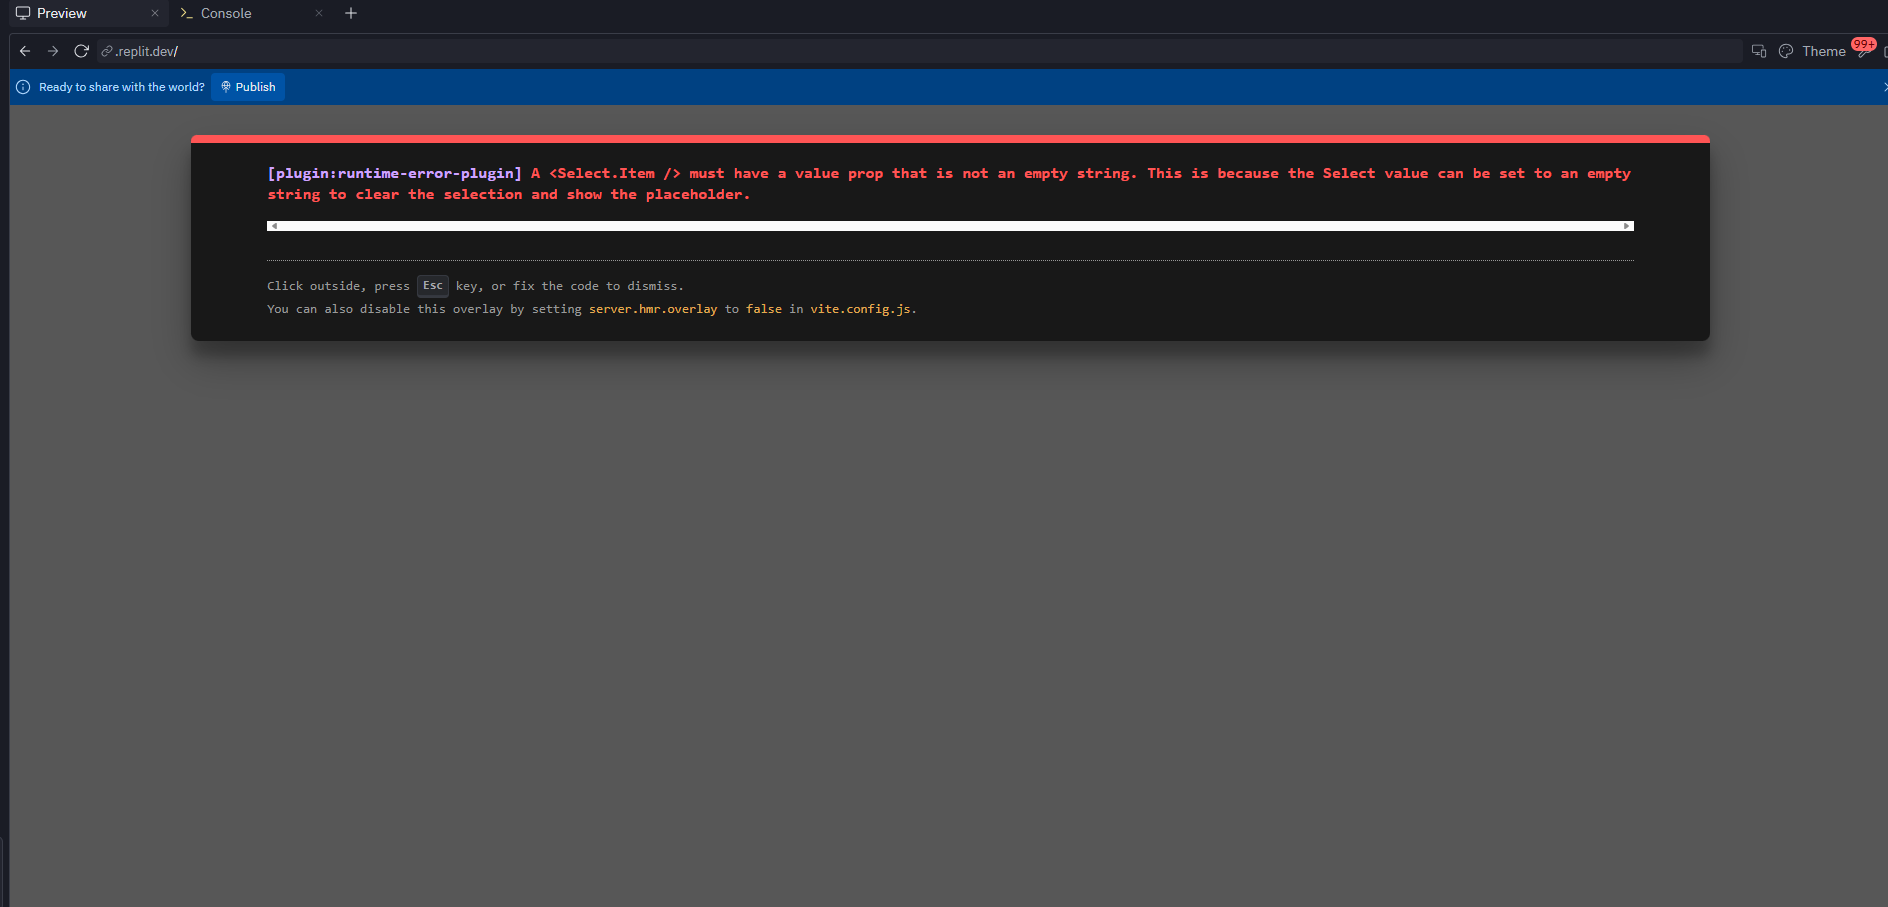 Preview
Console
.replit.dev/
Theme
99+
Ready to share with the world?
Publish
[plugin:runtime-error-plugin] A <Select.Item /> must have a value prop that is not an empty string. This is because the Select value can be set to an empty
string to clear the selection and show the placeholder.
Click outside, press Esc key, or fix the code to dismiss.
You can also disable this overlay by setting server.hmr.overlay to false in vite.config.js.